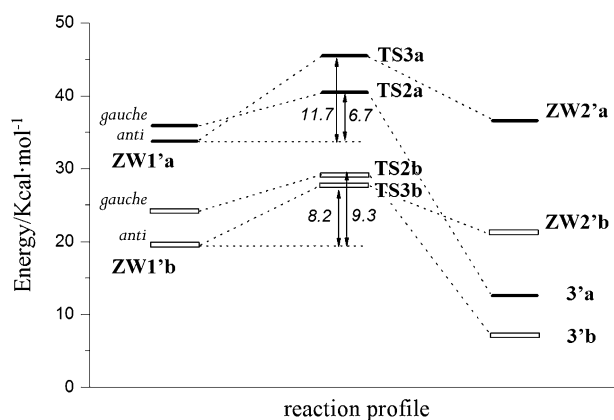 50
40
30
20
10
0
Energy/Kcal·mol⁻¹
reaction profile
gauche
anti
ZW1'a
gauche
anti
ZW1'b
TS3a
TS2a
11.7 6.7
TS2b
TS3b
8.2 9.3
ZW2'a
ZW2'b
3'a
3'b